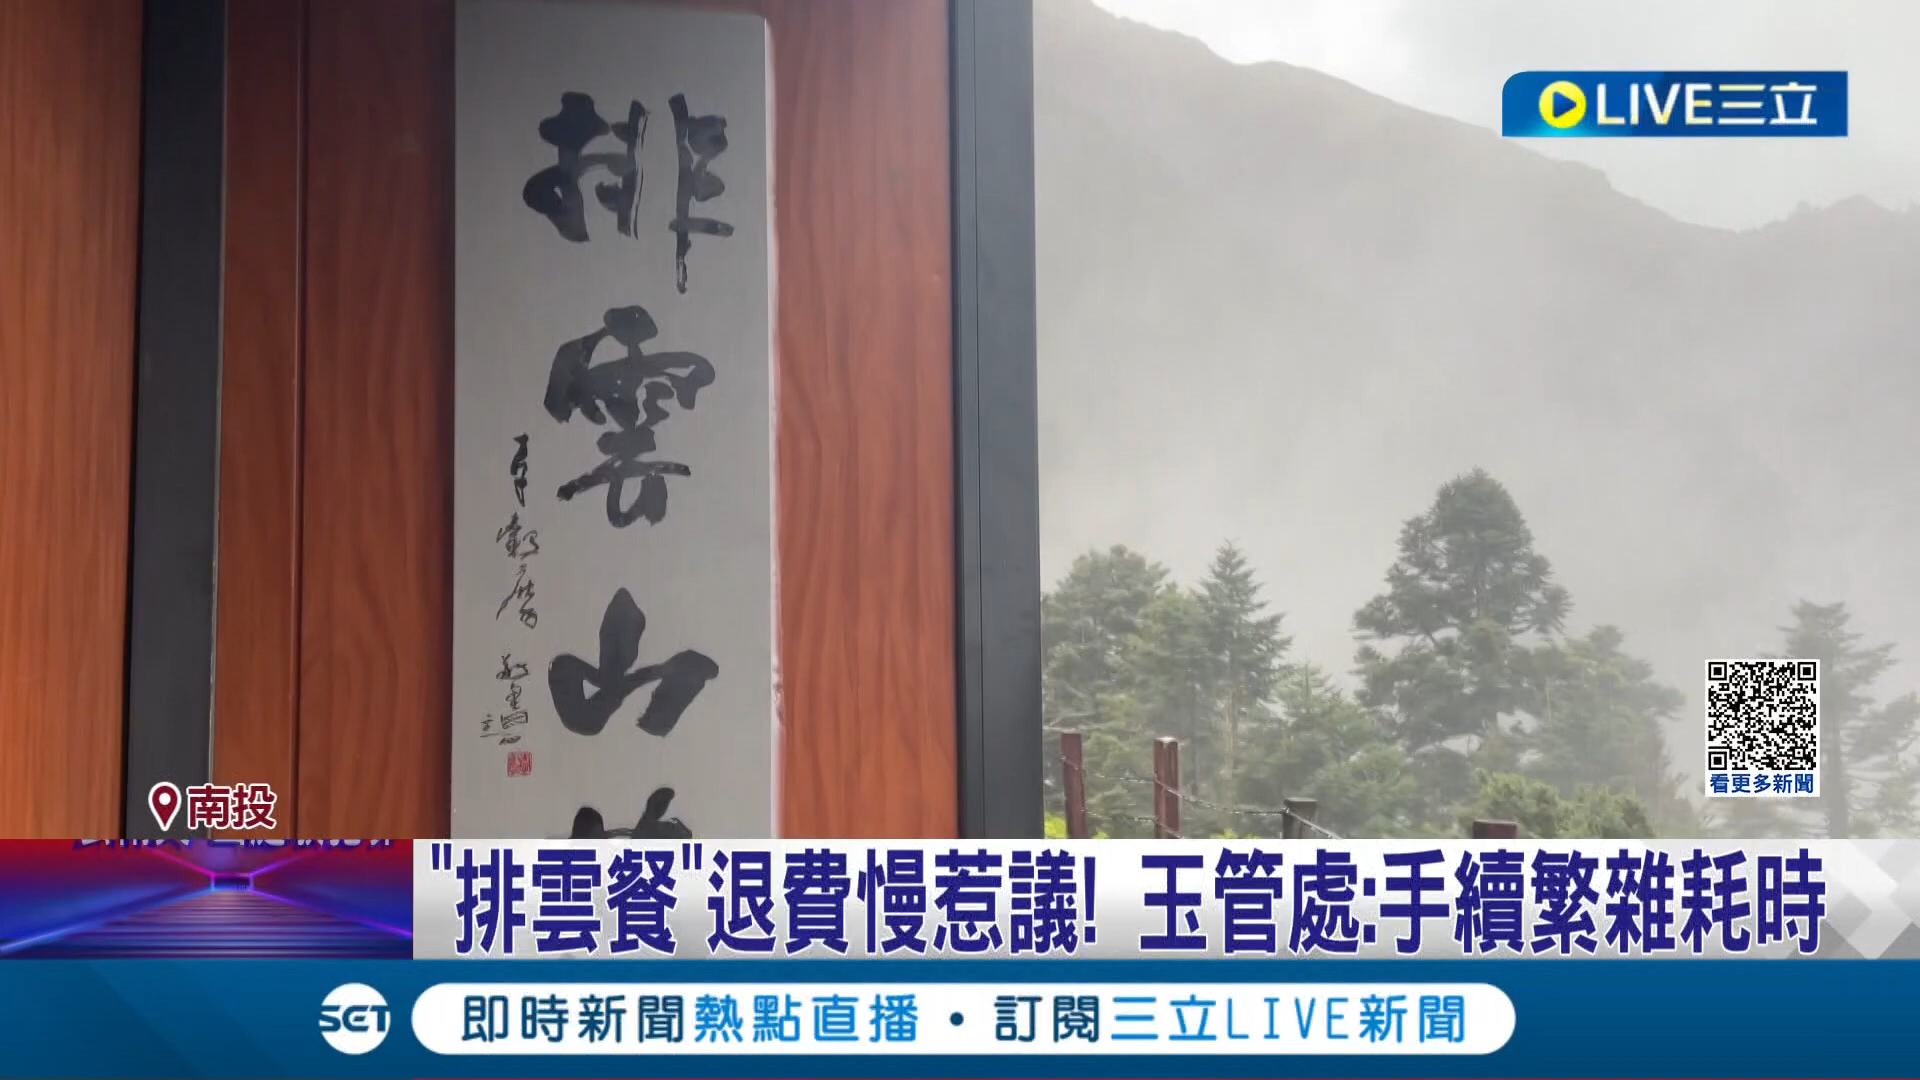 LIVE三立
排雲山
看更多新聞
南投
"排雲餐"退費慢惹議! 玉管處:手續繁雜耗時
SET
即時新聞熱點直播・訂閱三立LIVE新聞